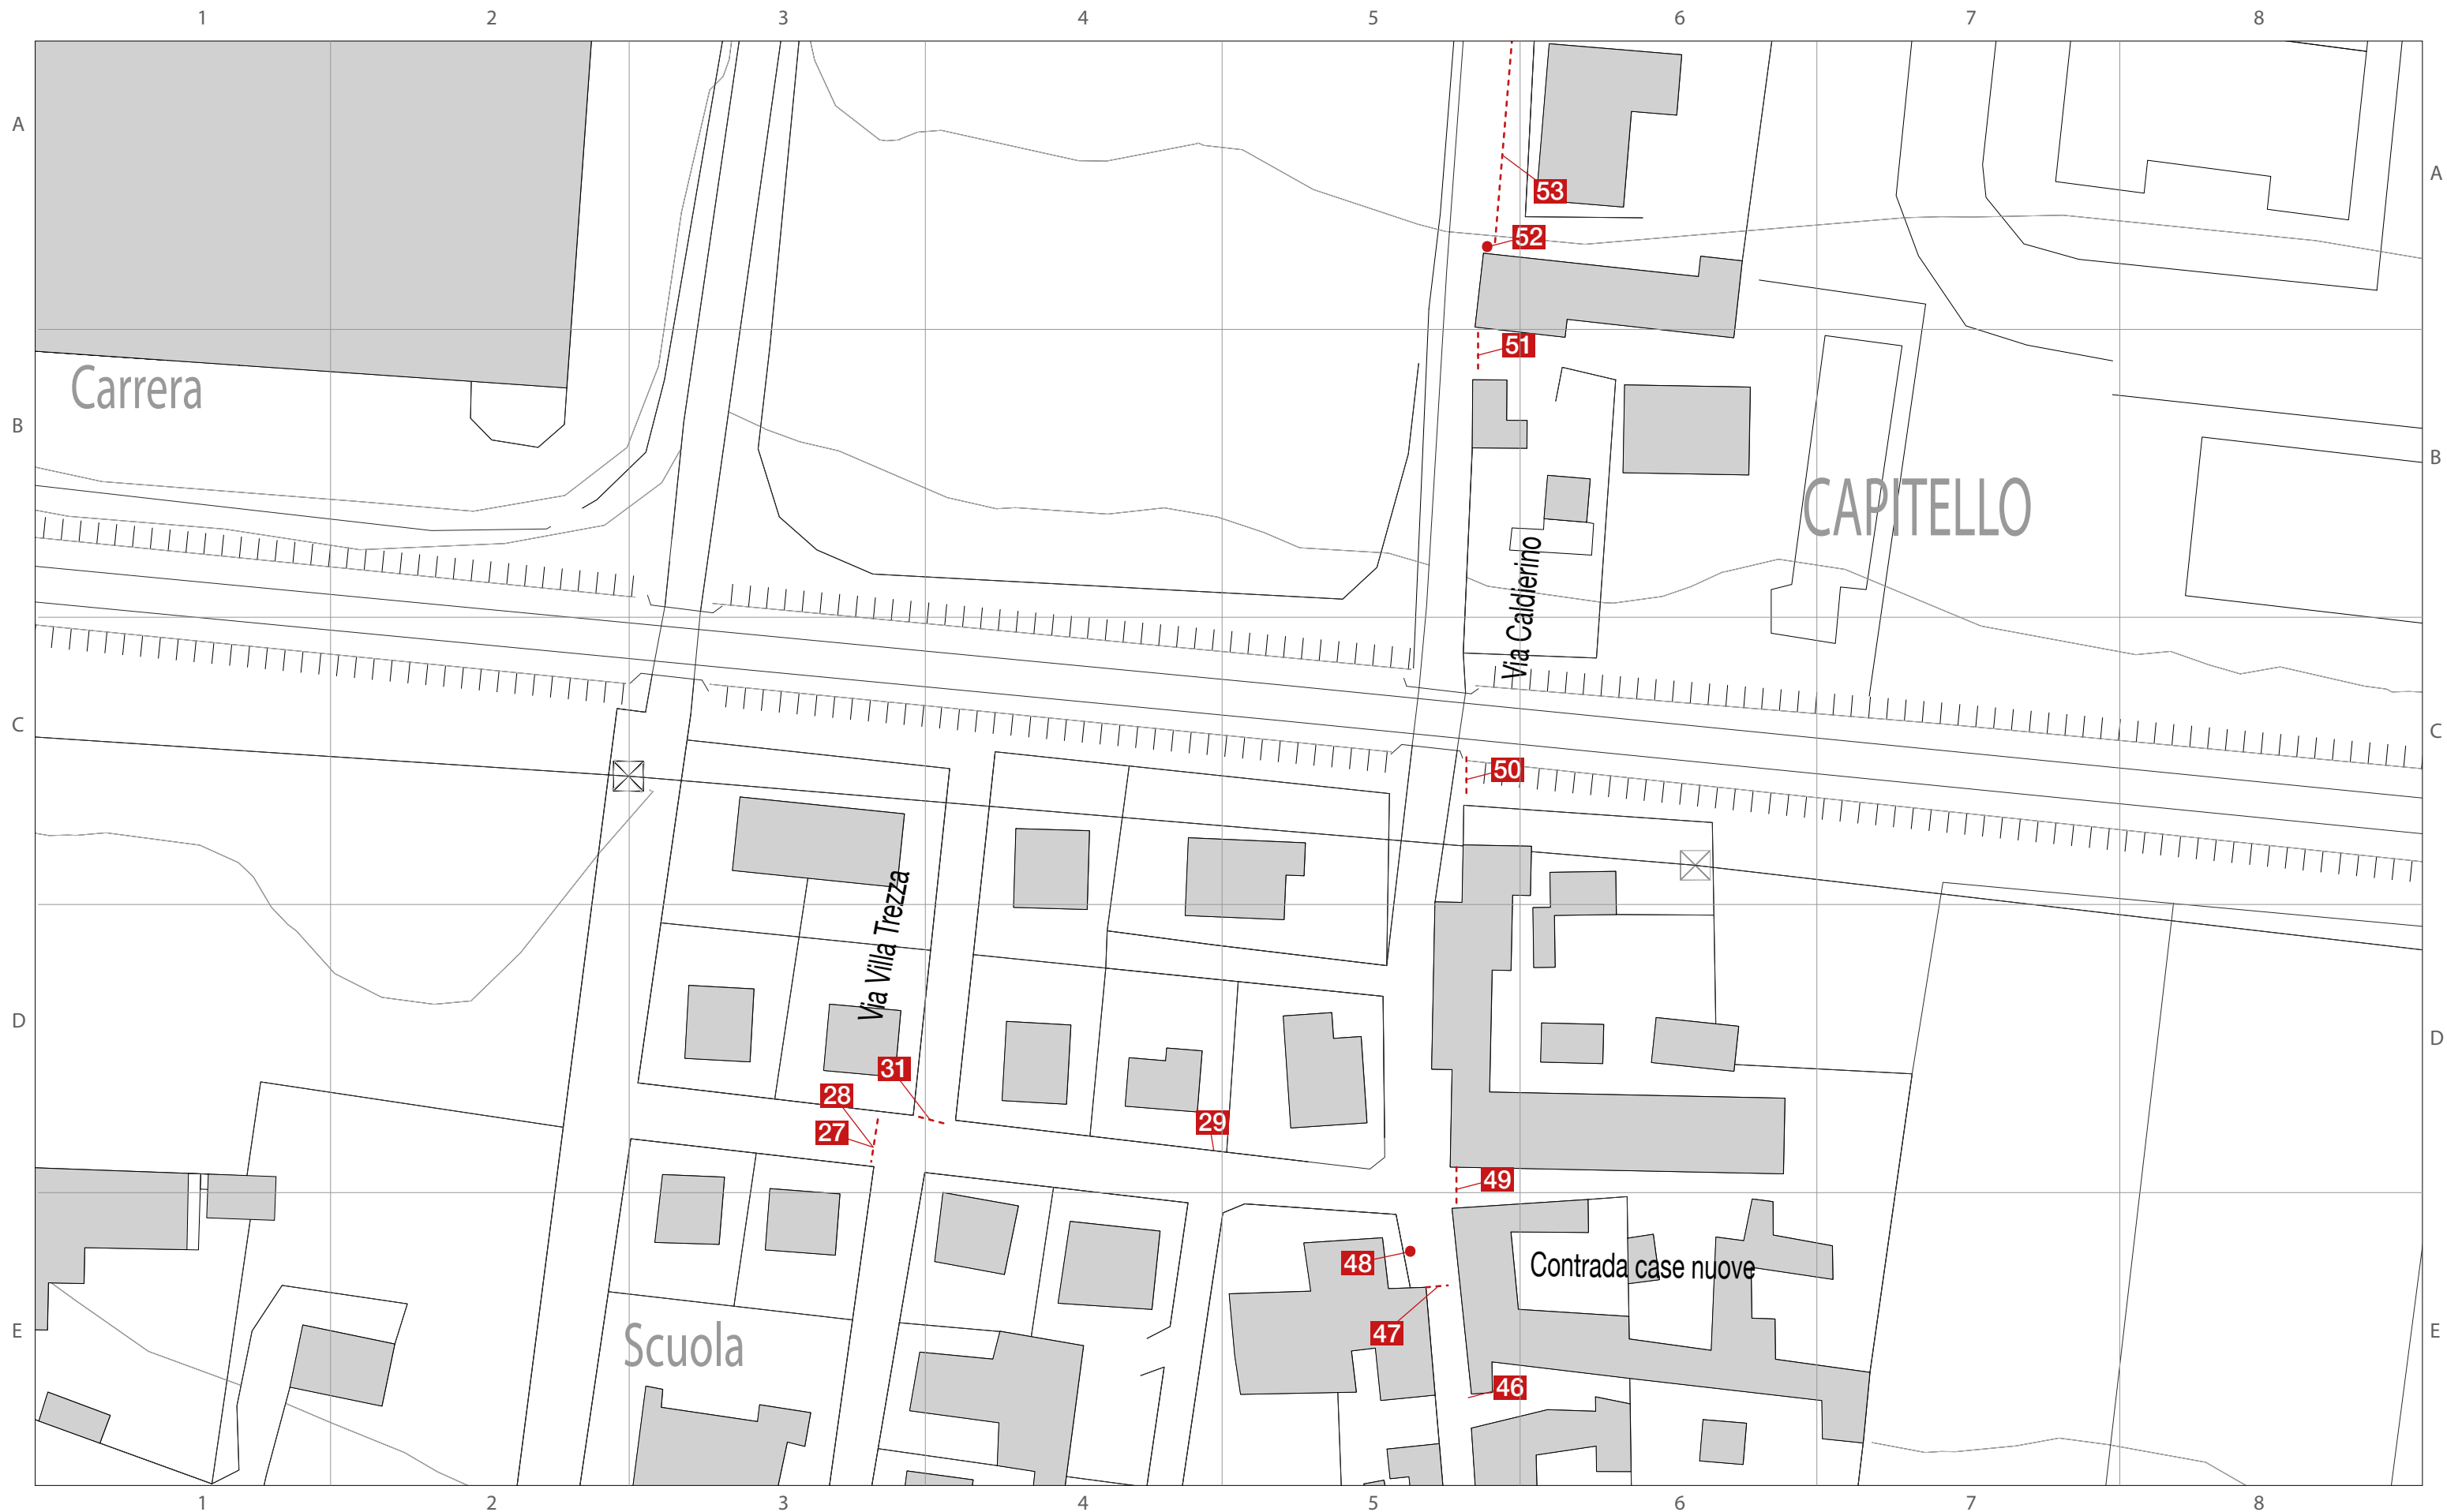 1 2 3 4 5 6 7 8
A
A
53
52
51
Carrera
B
B
CAPITELLO
Via Caldierino
C
C
50
Via Villa Trezza
D
D
31
28
29
27
49
48
Contrada case nuove
47
E
E
Scuola
46
1 2 3 4 5 6 7 8